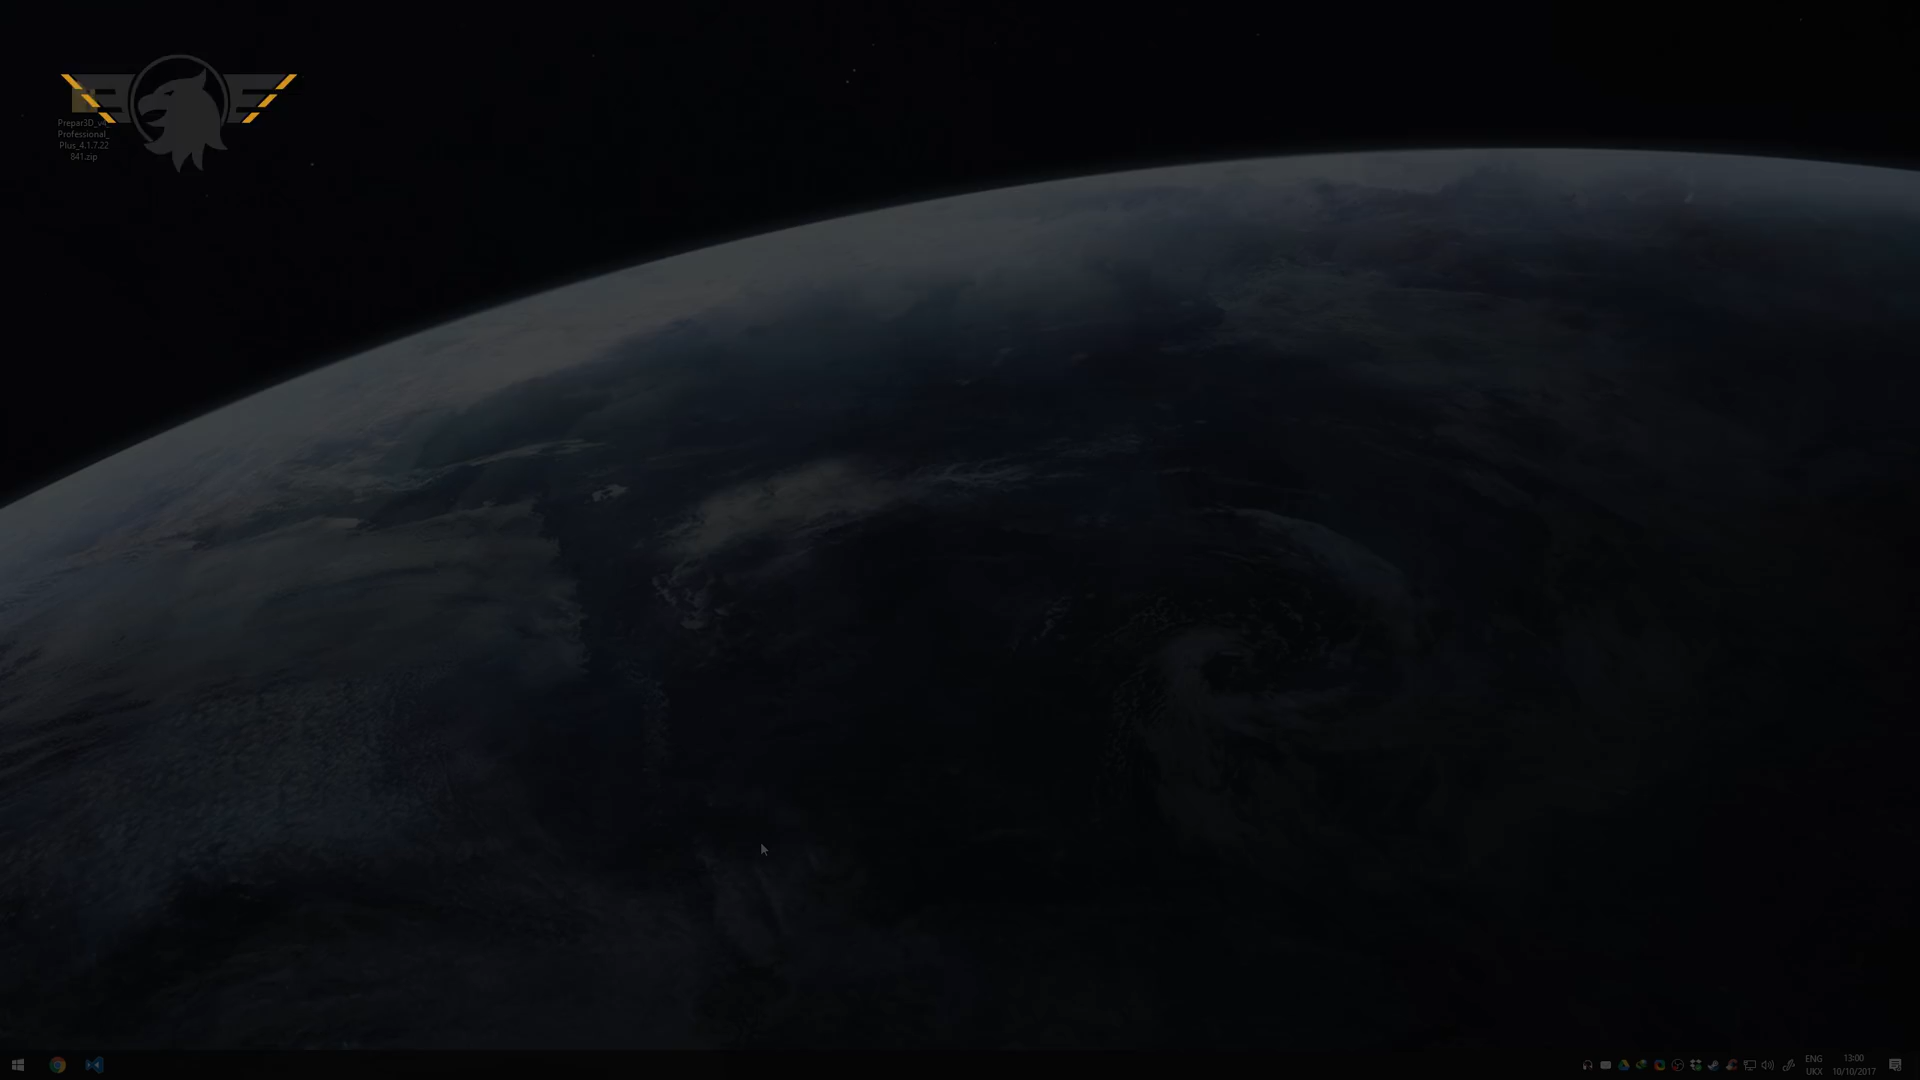 Prepar3D_v4_
Professional_
Plus_4.1.7.22
841.zip
ENG
UKX
13:00
10/10/2017